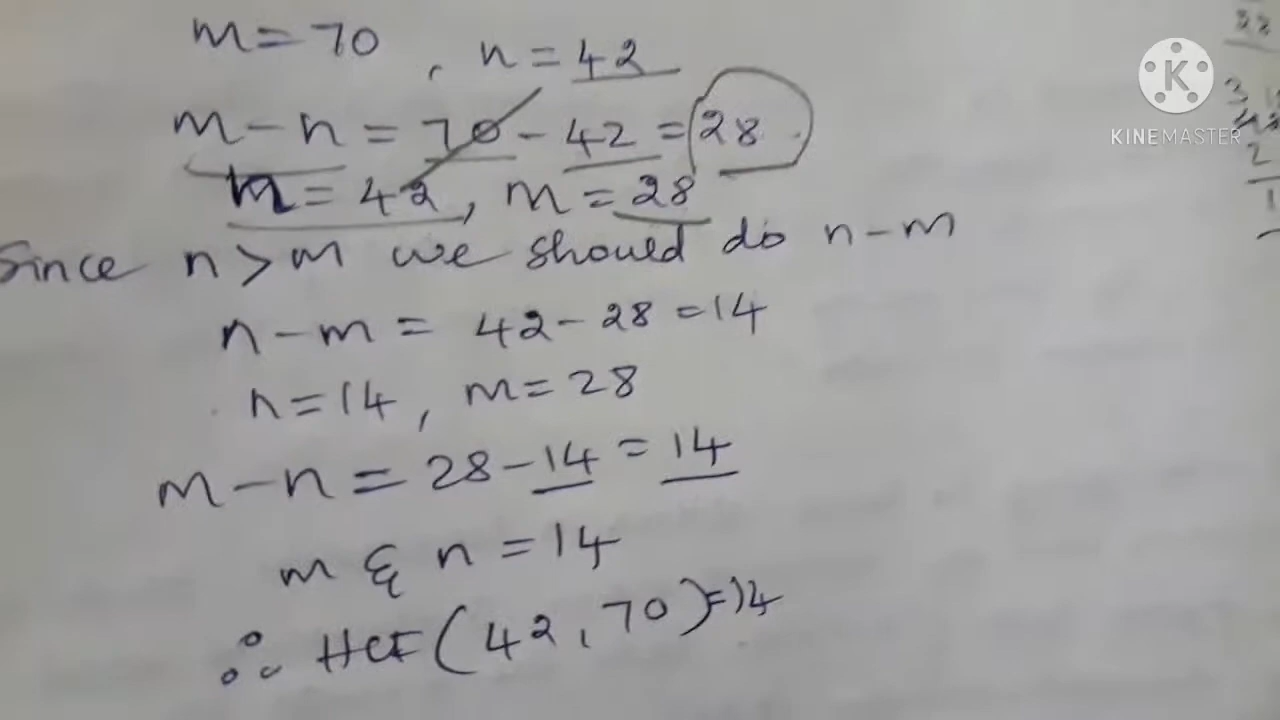 m = 70 , n = 42
m - n = 70 - 42 = 28
n = 42, m = 28
Since n > m we should do n - m
n - m = 42 - 28 = 14
n = 14, m = 28
m - n = 28 - 14 = 14
m & n = 14
∴ HCF (42, 70) = 14
K
KINEMASTER